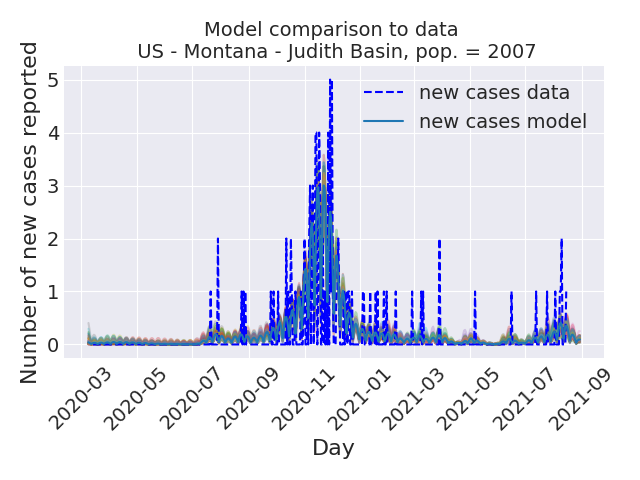 Model comparison to data
US - Montana - Judith Basin, pop. = 2007
Number of new cases reported
5
4
3
2
1
0
new cases data
new cases model
2020-03
2020-05
2020-07
2020-09
2020-11
2021-01
2021-03
2021-05
2021-07
2021-09
Day